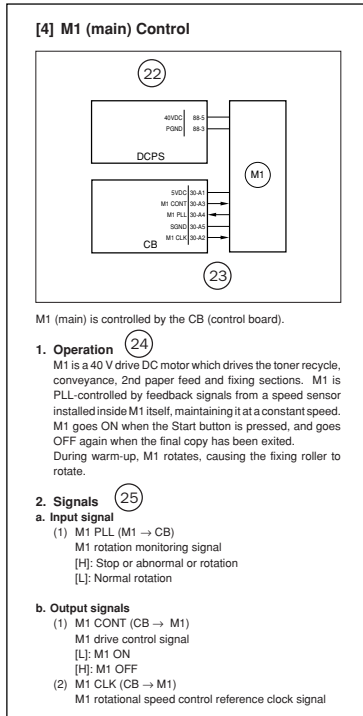 [4] M1 (main) Control
22
40VDC 88-5
PGND 88-3
DCPS
M1
5VDC 30-A1
M1 CONT 30-A3
M1 PLL 30-A4
SGND 30-A5
M1 CLK 30-A2
CB
23
M1 (main) is controlled by the CB (control board).
1. Operation 24
M1 is a 40 V drive DC motor which drives the toner recycle,
conveyance, 2nd paper feed and fixing sections. M1 is
PLL-controlled by feedback signals from a speed sensor
installed inside M1 itself, maintaining it at a constant speed.
M1 goes ON when the Start button is pressed, and goes
OFF again when the final copy has been exited.
During warm-up, M1 rotates, causing the fixing roller to
rotate.
2. Signals 25
a. Input signal
(1) M1 PLL (M1 → CB)
M1 rotation monitoring signal
[H]: Stop or abnormal or rotation
[L]: Normal rotation
b. Output signals
(1) M1 CONT (CB → M1)
M1 drive control signal
[L]: M1 ON
[H]: M1 OFF
(2) M1 CLK (CB → M1)
M1 rotational speed control reference clock signal